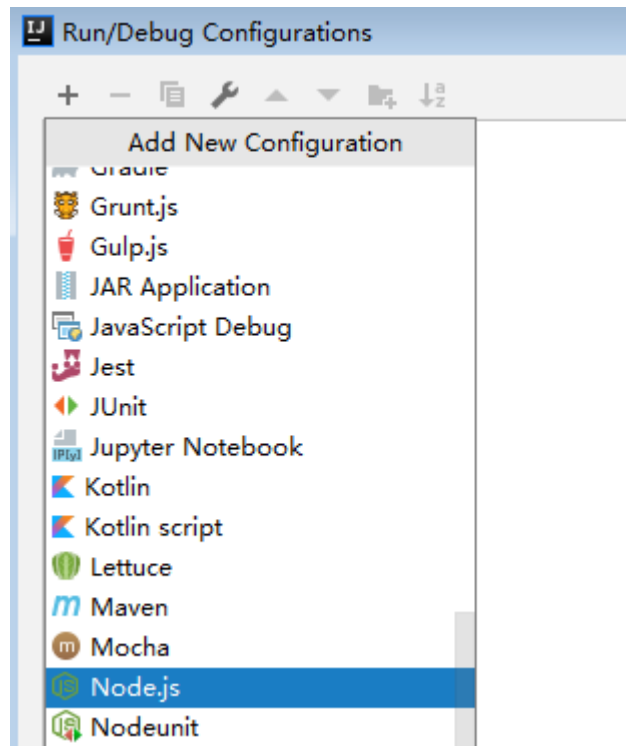 Run/Debug Configurations
Add New Configuration
Gradle
Grunt.js
Gulp.js
JAR Application
JavaScript Debug
Jest
JUnit
Jupyter Notebook
Kotlin
Kotlin script
Lettuce
Maven
Mocha
Node.js
Nodeunit